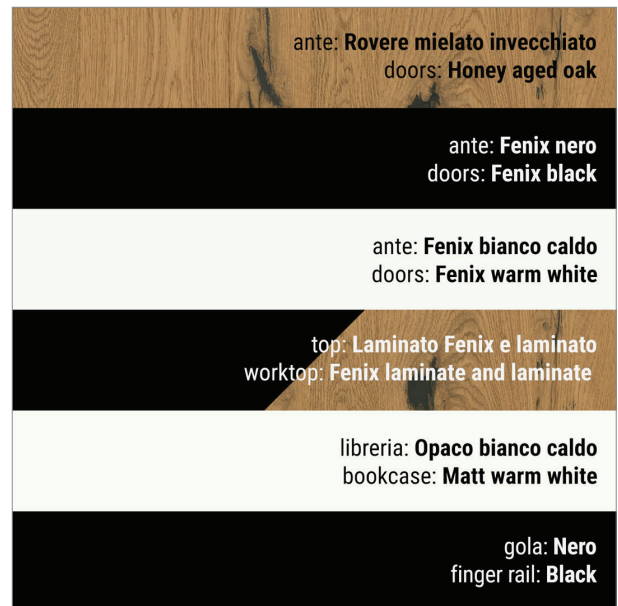 ante: Rovere mielato invecchiato
doors: Honey aged oak
ante: Fenix nero
doors: Fenix black
ante: Fenix bianco caldo
doors: Fenix warm white
top: Laminato Fenix e laminato
worktop: Fenix laminate and laminate
libreria: Opaco bianco caldo
bookcase: Matt warm white
gola: Nero
finger rail: Black